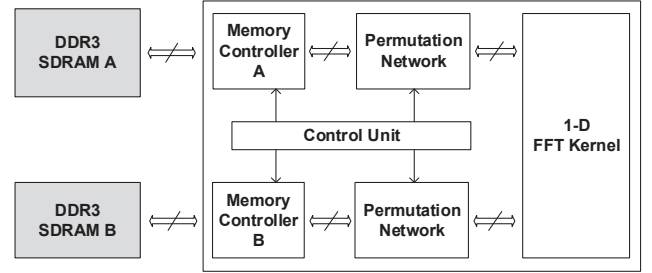 DDR3
SDRAM A
Memory
Controller
A
Permutation
Network
1-D
FFT Kernel
Control Unit
DDR3
SDRAM B
Memory
Controller
B
Permutation
Network